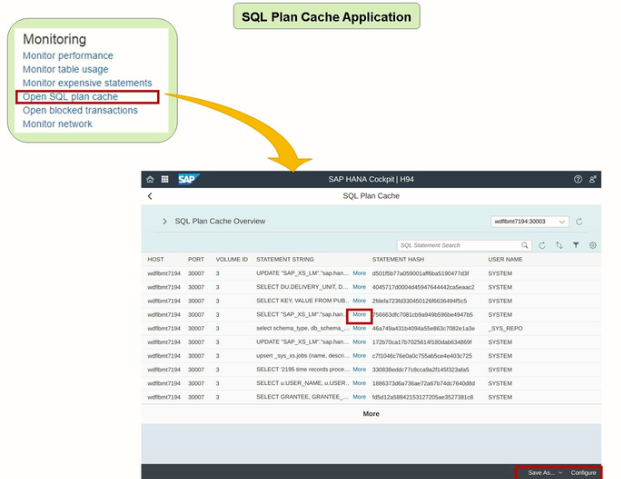 SQL Plan Cache Application
Monitoring
Monitor performance
Monitor table usage
Monitor expensive statements
Open SQL plan cache
Open blocked transactions
Monitor network
SAP SAP HANA Cockpit | H94
SQL Plan Cache
SQL Plan Cache Overview wdflbmt7194:30003
SQL Statement Search
HOST PORT VOLUME ID STATEMENT STRING STATEMENT HASH USER NAME
wdflbmt7194 30007 3 UPDATE "SAP_XS_LM"."sap.han... More d501f5b77a059001aff6ba5190477d3f SYSTEM
wdflbmt7194 30007 3 SELECT DU.DELIVERY_UNIT, D... More 4045717d0004d45947644442ca5eaac2 SYSTEM
wdflbmt7194 30007 3 SELECT KEY, VALUE FROM PUB... More SYSTEM
wdflbmt7194 30007 3 SELECT "SAP_XS_LM"."sap.han... More 756663dfc7081cb9a949b596be4947b5 SYSTEM
wdflbmt7194 30007 3 select schema_type, db_schema_... More 46a749a431b4094a55e863c7082e1a3e _SYS_REPO
wdflbmt7194 30007 3 UPDATE "SAP_XS_LM"."sap.han... More 172b70ca17b7025614f180dab634869f SYSTEM
wdflbmt7194 30007 3 upsert _sys_xs.jobs (name, descri... More c7f1046c76e0a0c755ab5ce4e403c725 SYSTEM
wdflbmt7194 30007 3 SELECT '2195 time records proce... More 330838eddc77c8cca9a2f145f323afa5 SYSTEM
wdflbmt7194 30007 3 SELECT u.USER_NAME, u.USER... More 1886373d6a736ae72a67b74dc7640d8d SYSTEM
wdflbmt7194 30007 3 SELECT GRANTEE, GRANTEE_... More fd5d12a58842153127205ae3527381c8 SYSTEM
More
Save As... Configure